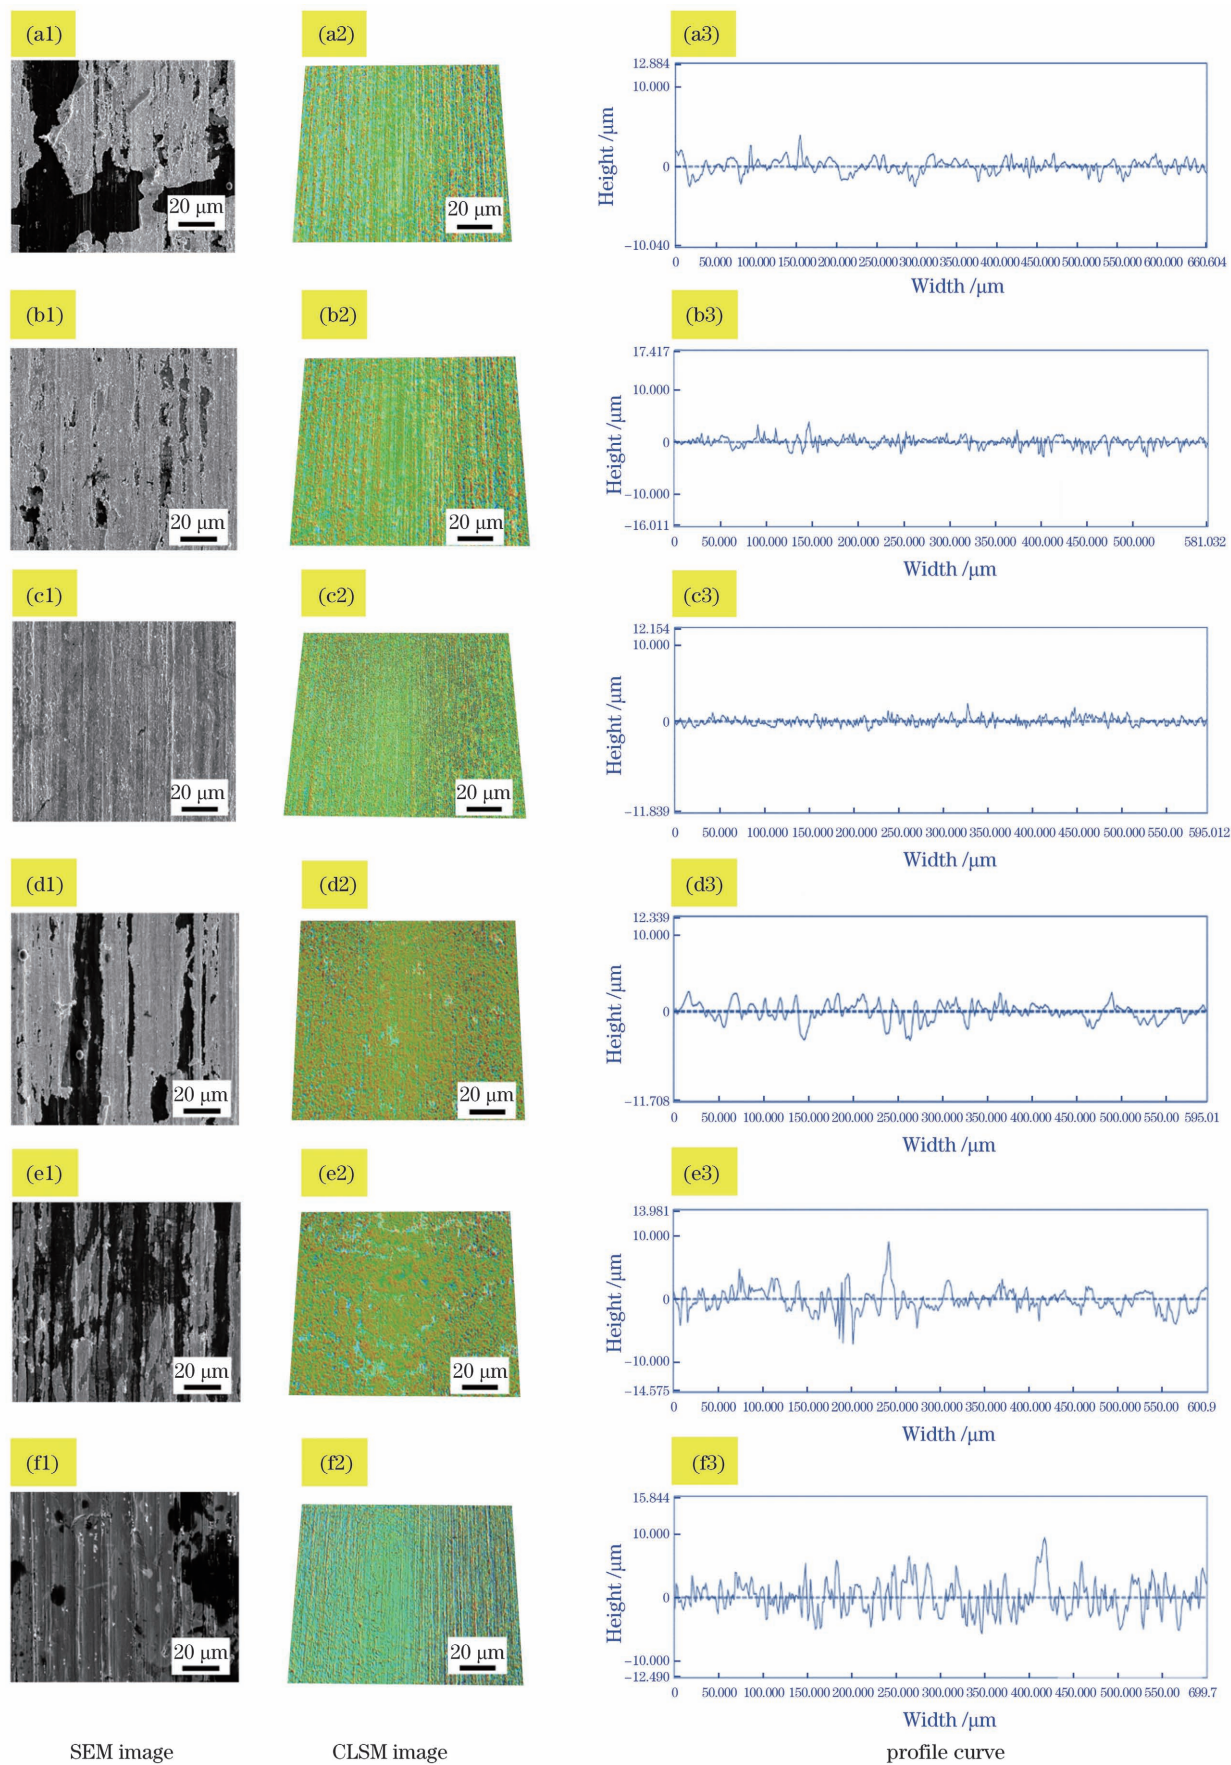 (a1) (a2) (a3)
20 μm
20 μm
Height /μm
12.884
10.000
0
−10.040
0 50.000 100.000 150.000 200.000 250.000 300.000 350.000 400.000 450.000 500.000 550.000 600.000 660.604
Width /μm
(b1) (b2) (b3)
20 μm
20 μm
Height /μm
17.417
10.000
0
−10.000
−16.011
0 50.000 100.000 150.000 200.000 250.000 300.000 350.000 400.000 450.000 500.000 581.032
Width /μm
(c1) (c2) (c3)
20 μm
20 μm
Height /μm
12.154
10.000
0
−11.839
0 50.000 100.000 150.000 200.000 250.000 300.000 350.000 400.000 450.000 500.000 550.00 595.012
Width /μm
(d1) (d2) (d3)
20 μm
20 μm
Height /μm
12.339
10.000
0
−11.708
0 50.000 100.000 150.000 200.000 250.000 300.000 350.000 400.000 450.000 500.000 550.00 595.01
Width /μm
(e1) (e2) (e3)
20 μm
20 μm
Height /μm
13.981
10.000
0
−10.000
−14.575
0 50.000 100.000 150.000 200.000 250.000 300.000 350.000 400.000 450.000 500.000 550.00 600.9
Width /μm
(f1) (f2) (f3)
20 μm
20 μm
Height /μm
15.844
10.000
0
−10.000
−12.490
0 50.000 100.000 150.000 200.000 250.000 300.000 350.000 400.000 450.000 500.000 550.00 699.7
Width /μm
SEM image CLSM image profile curve